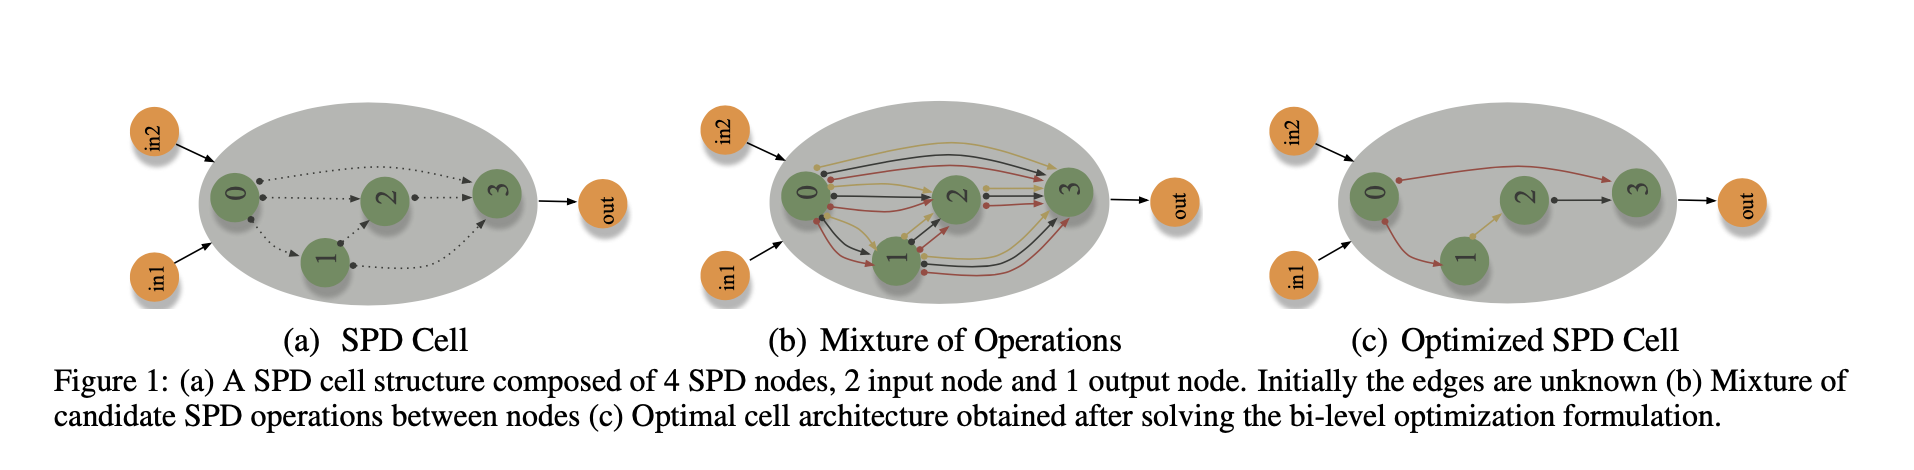 in2
0
2
3
1
in1
out
in2
0
2
3
1
in1
out
in2
0
2
3
1
in1
out
(a) SPD Cell
(b) Mixture of Operations
(c) Optimized SPD Cell
Figure 1: (a) A SPD cell structure composed of 4 SPD nodes, 2 input node and 1 output node. Initially the edges are unknown (b) Mixture of
candidate SPD operations between nodes (c) Optimal cell architecture obtained after solving the bi-level optimization formulation.